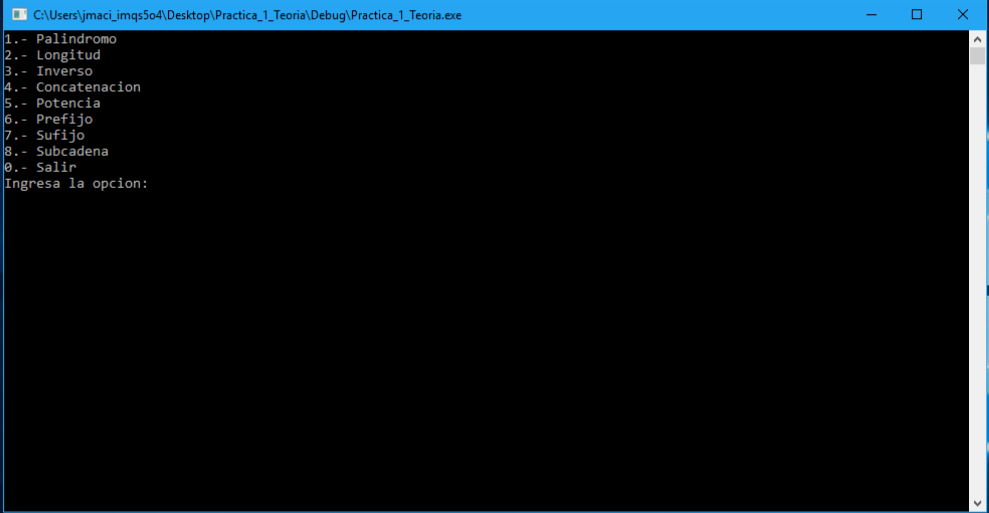 C:\Users\jmaci_imqs5o4\Desktop\Practica_1_Teoria\Debug\Practica_1_Teoria.exe
1.- Palindromo
2.- Longitud
3.- Inverso
4.- Concatenacion
5.- Potencia
6.- Prefijo
7.- Sufijo
8.- Subcadena
0.- Salir
Ingresa la opcion: